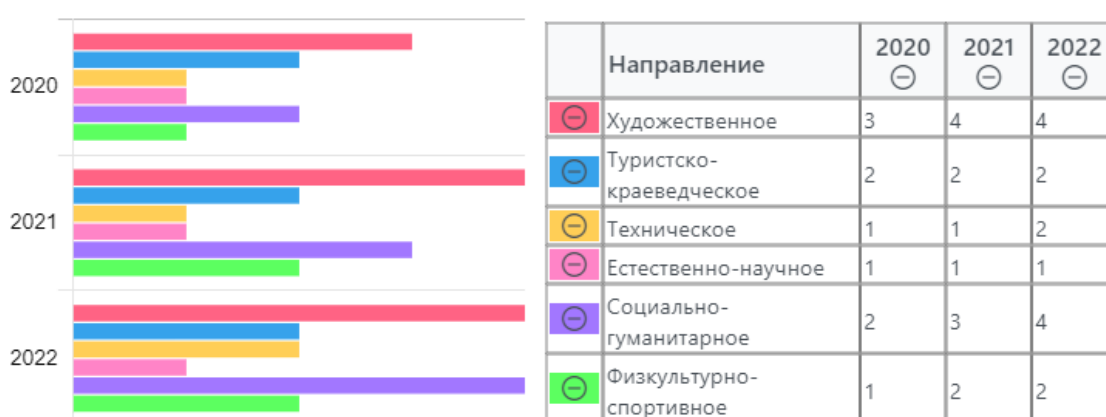 2020
2021
2022
Направление 2020 2021 2022
Художественное 3 4 4
Туристско-
краеведческое 2 2 2
Техническое 1 1 2
Естественно-научное 1 1 1
Социально-
гуманитарное 2 3 4
Физкультурно-
спортивное 1 2 2